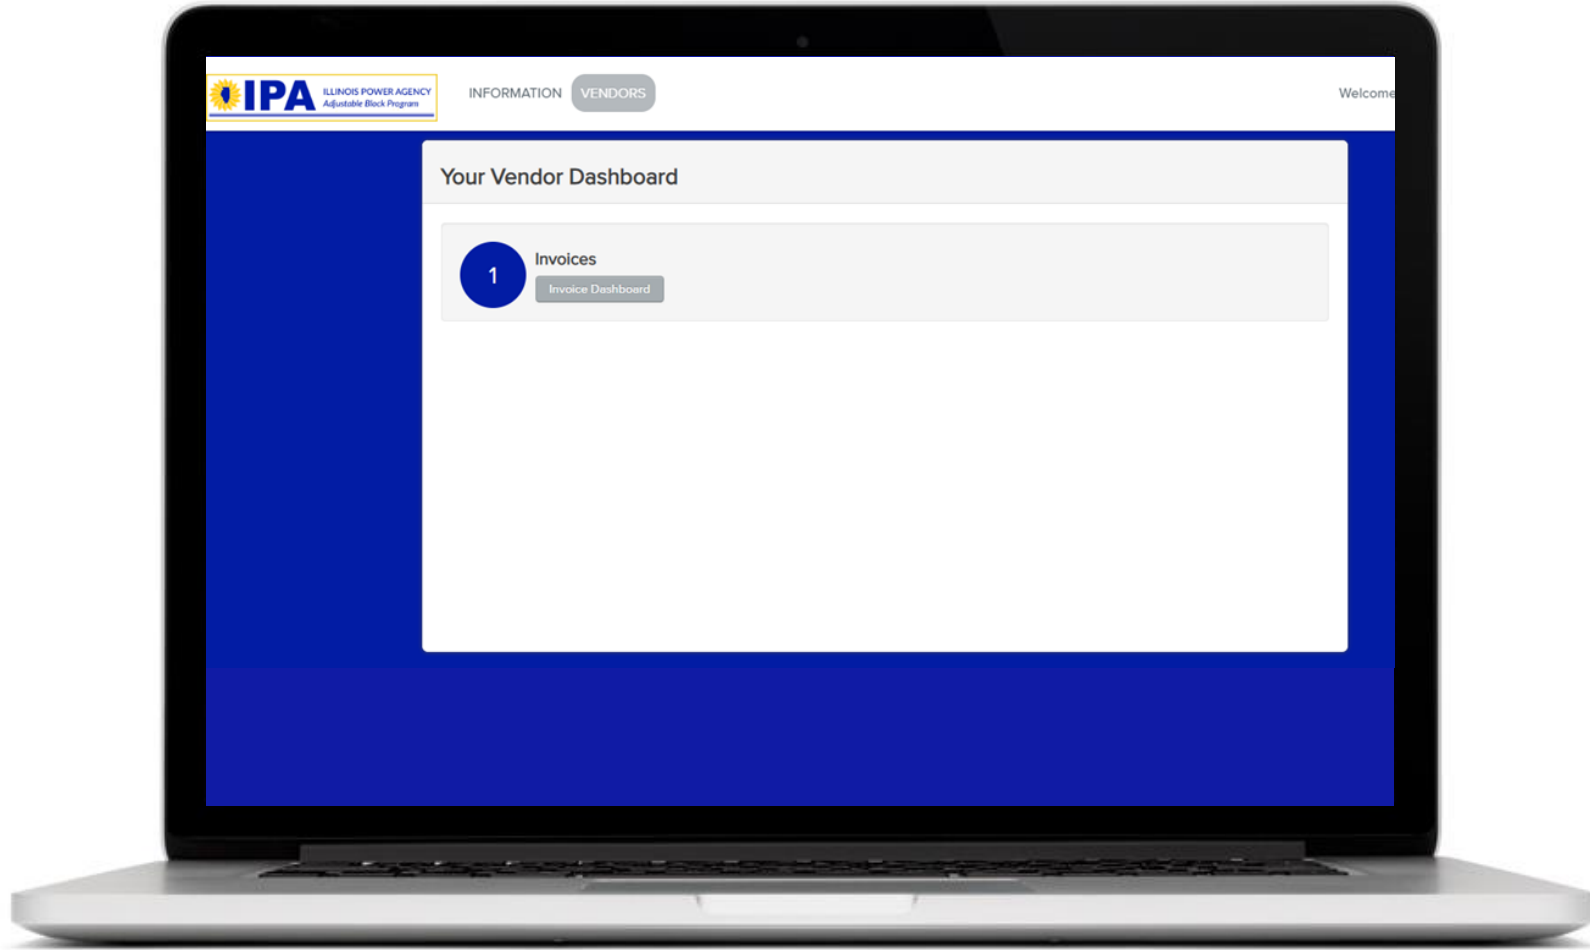 IPA
ILLINOIS POWER AGENCY
Adjustable Block Program
INFORMATION
VENDORS
Welcome
Your Vendor Dashboard
1
Invoices
Invoice Dashboard